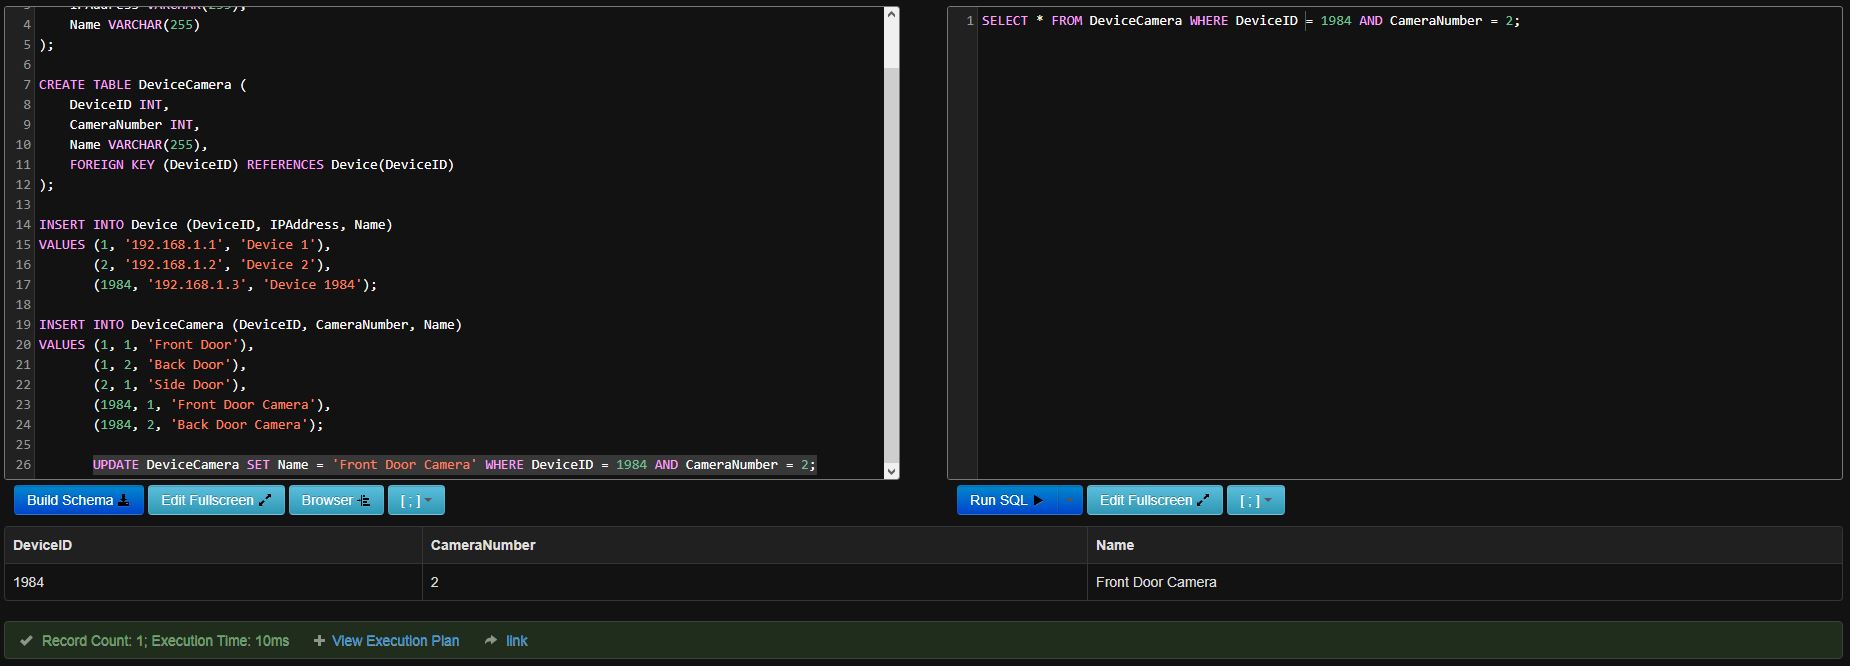 3 IPAddress VARCHAR(255),
4 Name VARCHAR(255)
5 );
6
7 CREATE TABLE DeviceCamera (
8 DeviceID INT,
9 CameraNumber INT,
10 Name VARCHAR(255),
11 FOREIGN KEY (DeviceID) REFERENCES Device(DeviceID)
12 );
13
14 INSERT INTO Device (DeviceID, IPAddress, Name)
15 VALUES (1, '192.168.1.1', 'Device 1'),
16 (2, '192.168.1.2', 'Device 2'),
17 (1984, '192.168.1.3', 'Device 1984');
18
19 INSERT INTO DeviceCamera (DeviceID, CameraNumber, Name)
20 VALUES (1, 1, 'Front Door'),
21 (1, 2, 'Back Door'),
22 (2, 1, 'Side Door'),
23 (1984, 1, 'Front Door Camera'),
24 (1984, 2, 'Back Door Camera');
25
26 UPDATE DeviceCamera SET Name = 'Front Door Camera' WHERE DeviceID = 1984 AND CameraNumber = 2;
Build Schema Edit Fullscreen Browser [ ; ]
1 SELECT * FROM DeviceCamera WHERE DeviceID = 1984 AND CameraNumber = 2;
Run SQL Edit Fullscreen [ ; ]
DeviceID CameraNumber Name
1984 2 Front Door Camera
Record Count: 1; Execution Time: 10ms View Execution Plan link